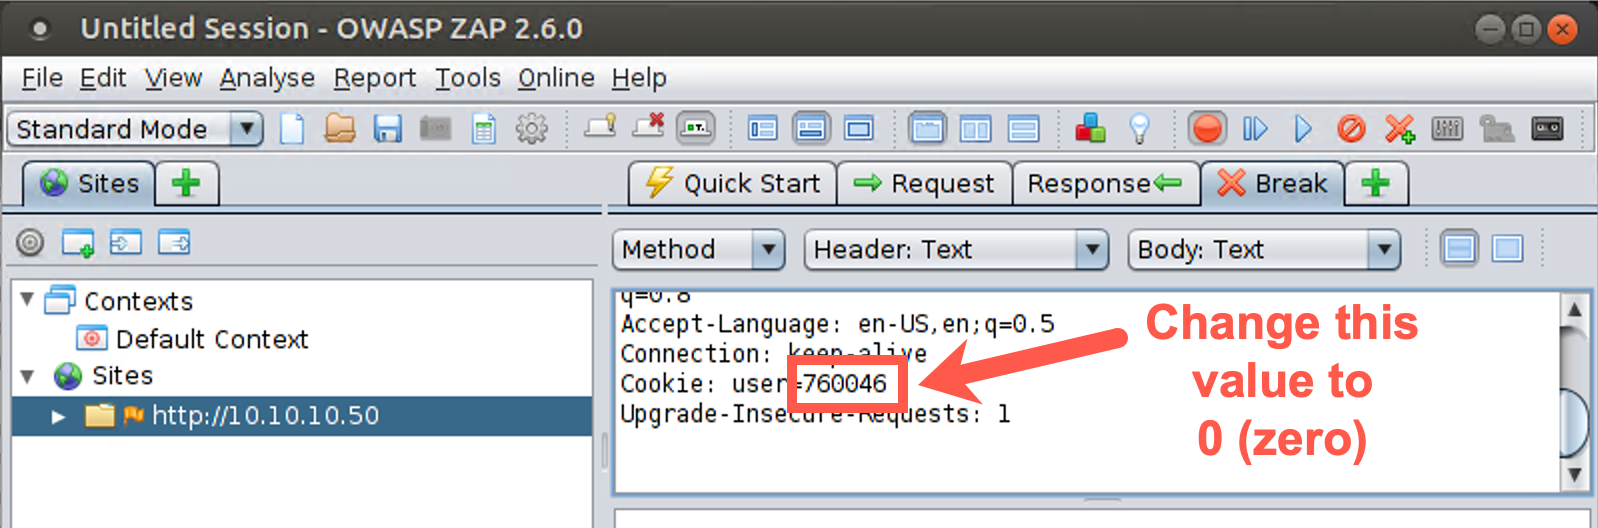 Untitled Session - OWASP ZAP 2.6.0
File Edit View Analyse Report Tools Online Help
Standard Mode
Sites
Quick Start
Request
Response
Break
Method
Header: Text
Body: Text
Contexts
Default Context
Sites
http://10.10.10.50
q=0.8
Accept-Language: en-US,en;q=0.5
Connection: keep-alive
Cookie: user=760046
Upgrade-Insecure-Requests: 1
Change this
value to
0 (zero)